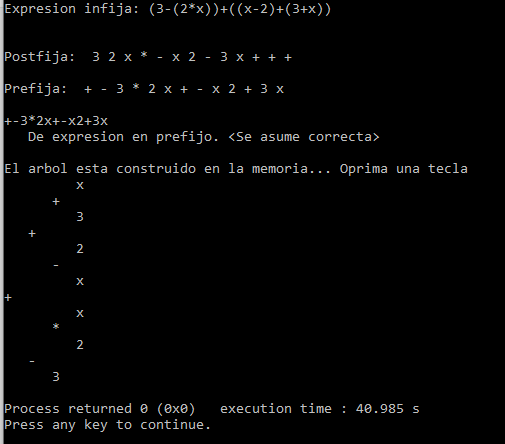 Expresion infija: (3-(2*x))+((x-2)+(3+x))
Postfija:  3 2 x * - x 2 - 3 x + + +
Prefija:  + - 3 * 2 x + - x 2 + 3 x
+-3*2x+-x2+3x
   De expresion en prefijo. <Se asume correcta>
El arbol esta construido en la memoria... Oprima una tecla
         x
      +
         3
   +
         2
      -
         x
+
         x
      *
         2
   -
      3
Process returned 0 (0x0)   execution time : 40.985 s
Press any key to continue.